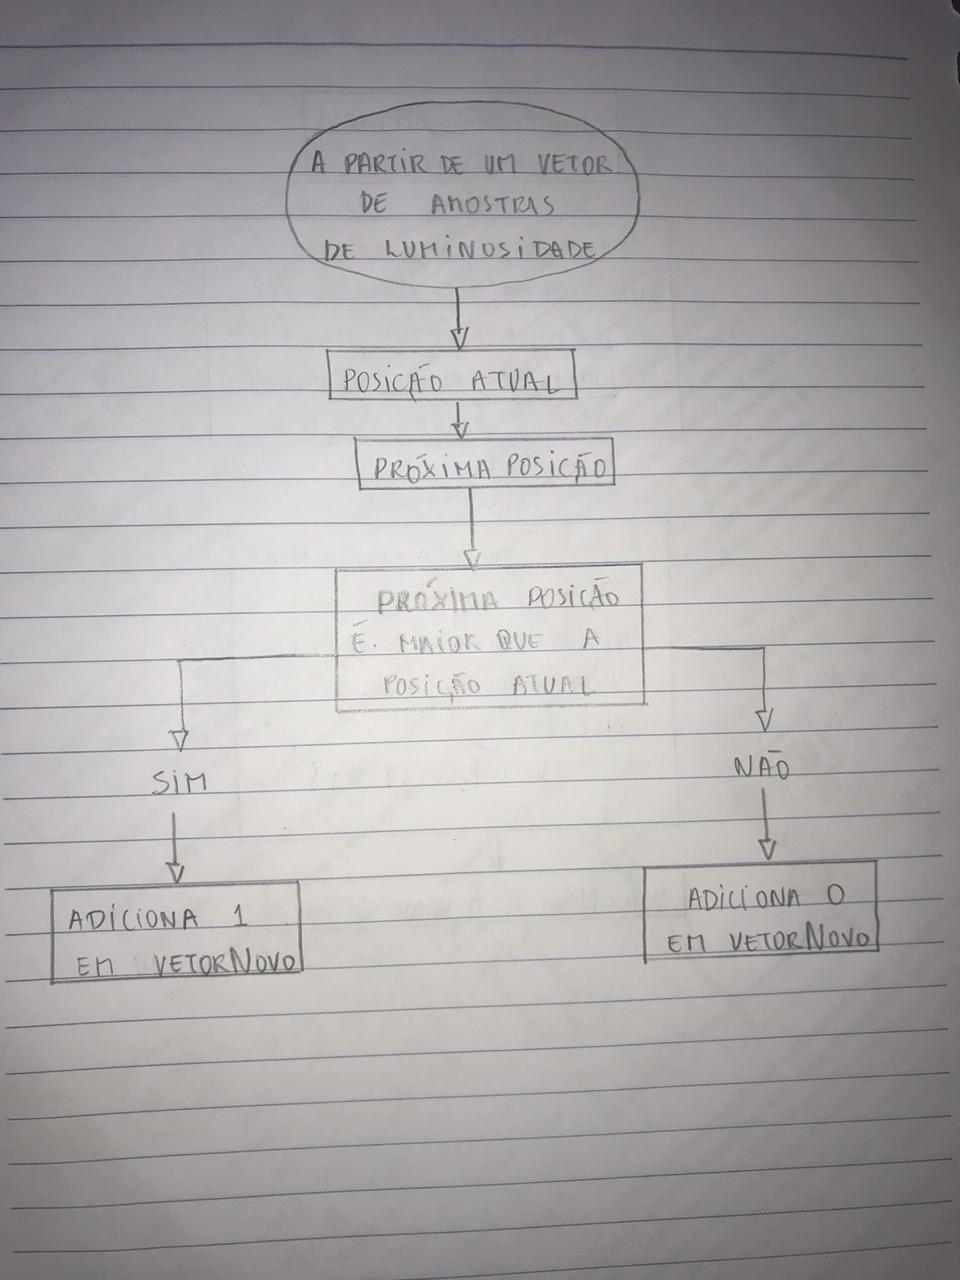 A PARTIR DE UM VETOR
DE AMOSTRAS
DE LUMINOSIDADE
POSIÇÃO ATUAL
PRÓXIMA POSIÇÃO
PRÓXIMA POSIÇÃO
É. MAIOR QUE A
POSIÇÃO ATUAL
SIM
NÃO
ADICIONA 1
EM VETORNOVO
ADICIONA 0
EM VETORNOVO